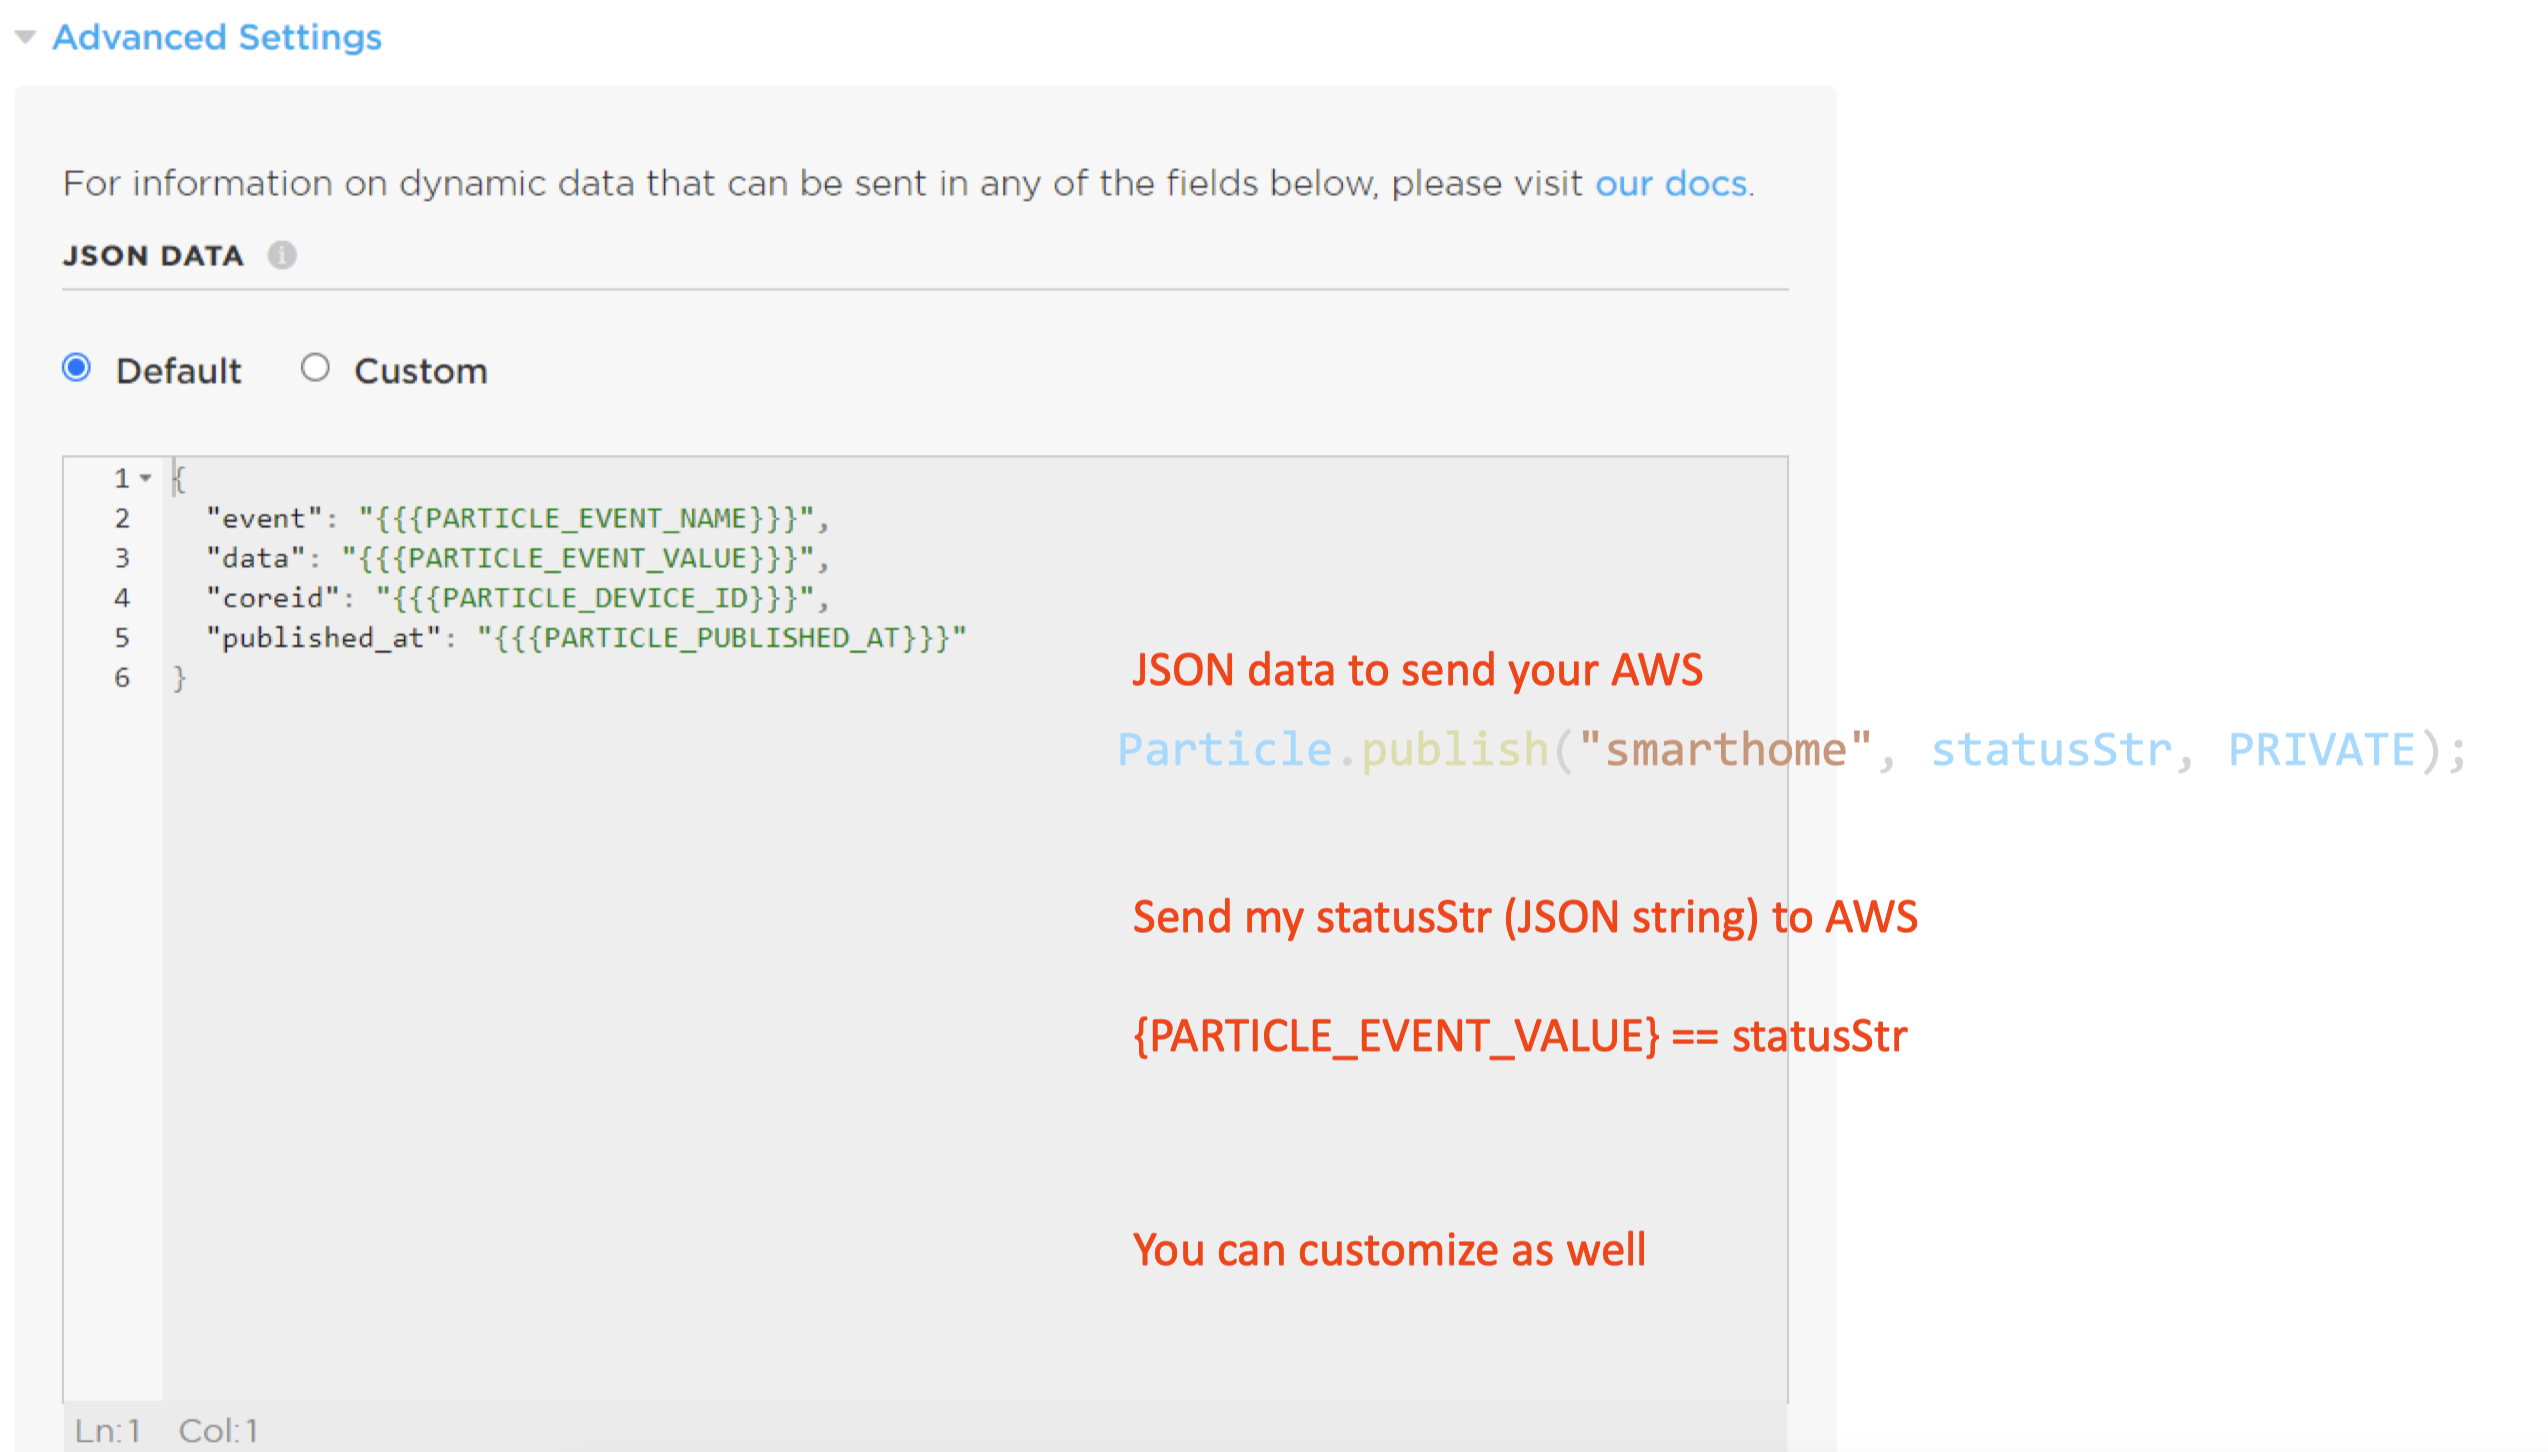 Advanced Settings
For information on dynamic data that can be sent in any of the fields below, please visit our docs.
JSON DATA i
Default Custom
1 {
2 "event": "{{{PARTICLE_EVENT_NAME}}}",
3 "data": "{{{PARTICLE_EVENT_VALUE}}}",
4 "coreid": "{{{PARTICLE_DEVICE_ID}}}",
5 "published_at": "{{{PARTICLE_PUBLISHED_AT}}}"
6 }
JSON data to send your AWS
Particle.publish("smarthome", statusStr, PRIVATE);
Send my statusStr (JSON string) to AWS
{PARTICLE_EVENT_VALUE} == statusStr
You can customize as well
Ln:1 Col:1